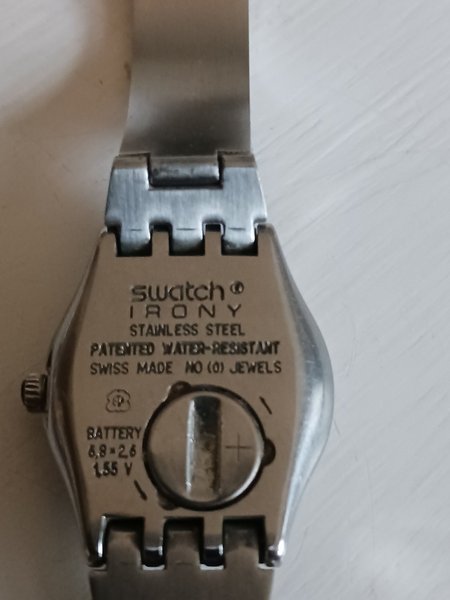 swatch
IRONY
STAINLESS STEEL
PATENTED WATER-RESISTANT
SWISS MADE NO (0) JEWELS
BATTERY
6,8×2,6
1,55 V
+